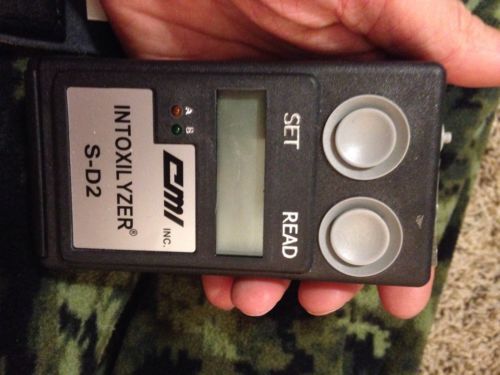 CMI
INC.
INTOXILYZER®
S-D2
A
B
SET
READ